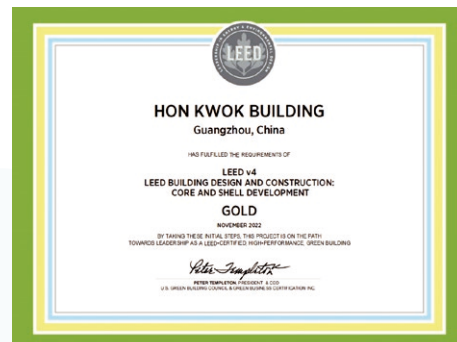 LEED
HON KWOK BUILDING
Guangzhou, China
HAS FULFILLED THE REQUIREMENTS OF
LEED v4
LEED BUILDING DESIGN AND CONSTRUCTION:
CORE AND SHELL DEVELOPMENT
GOLD
NOVEMBER 2022
BY TAKING THESE INITIAL STEPS, THIS PROJECT IS ON THE PATH
TOWARDS LEADERSHIP AS A LEED-CERTIFIED, HIGH-PERFORMANCE, GREEN BUILDING
Peter Templeton
PETER TEMPLETON, PRESIDENT & CEO
U.S. GREEN BUILDING COUNCIL & GREEN BUSINESS CERTIFICATION INC.